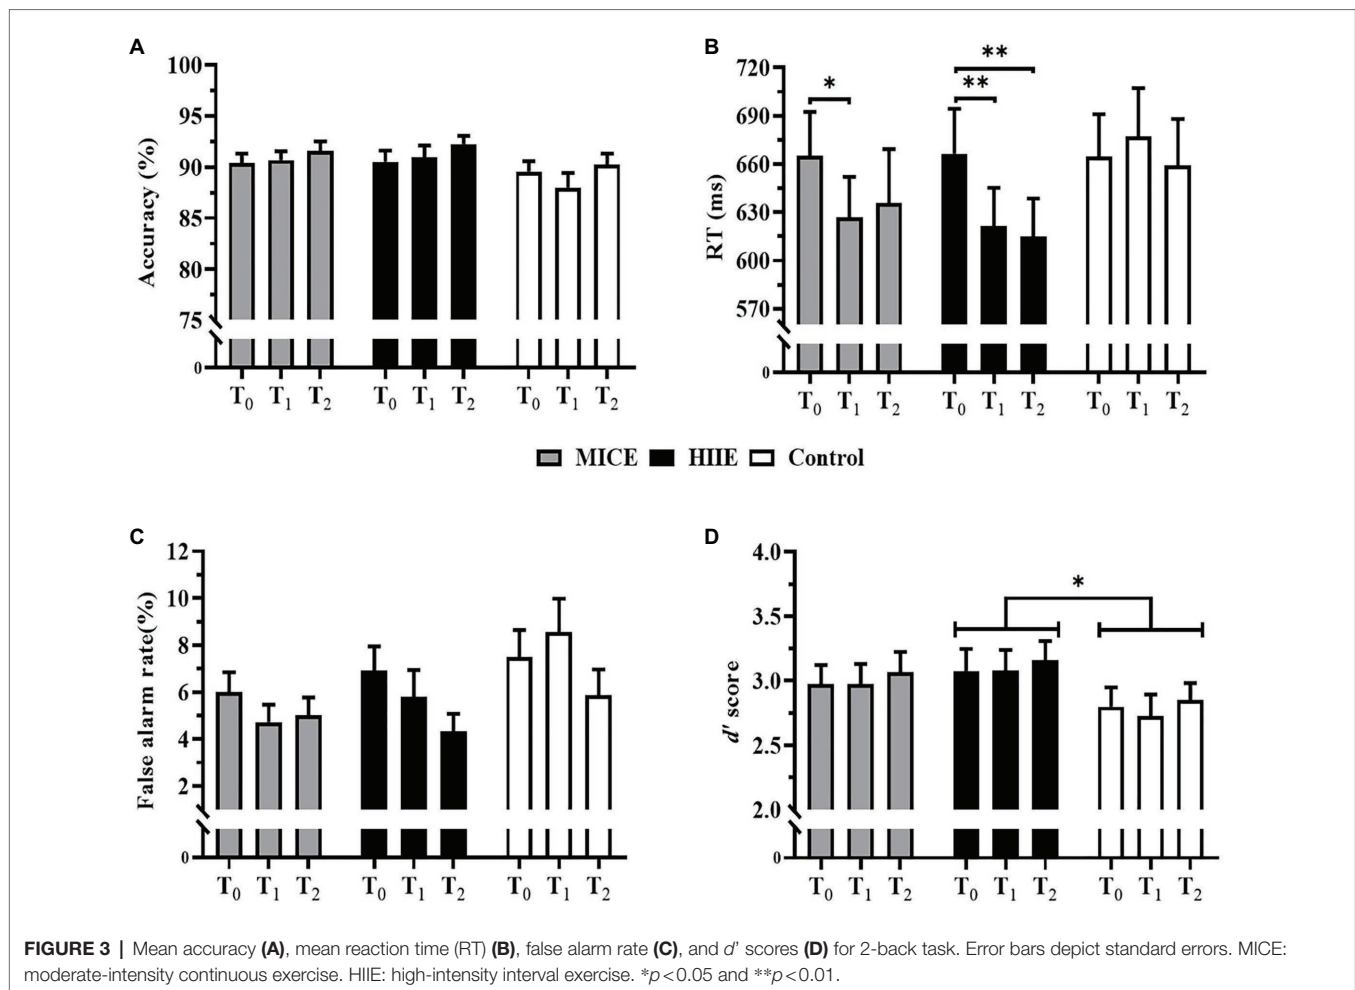 A
100
95
90
85
80
75
0
Accuracy (%)
T0 T1 T2 T0 T1 T2 T0 T1 T2
B
720
690
660
630
600
570
0
RT (ms)
*
**
**
T0 T1 T2 T0 T1 T2 T0 T1 T2
MICE HIIE Control
C
12
10
8
6
4
2
0
False alarm rate(%)
T0 T1 T2 T0 T1 T2 T0 T1 T2
D
4.0
3.5
3.0
2.5
2.0
0
d' score
*
T0 T1 T2 T0 T1 T2 T0 T1 T2
FIGURE 3 | Mean accuracy (A), mean reaction time (RT) (B), false alarm rate (C), and d’ scores (D) for 2-back task. Error bars depict standard errors. MICE:
moderate-intensity continuous exercise. HIIE: high-intensity interval exercise. *p<0.05 and **p<0.01.